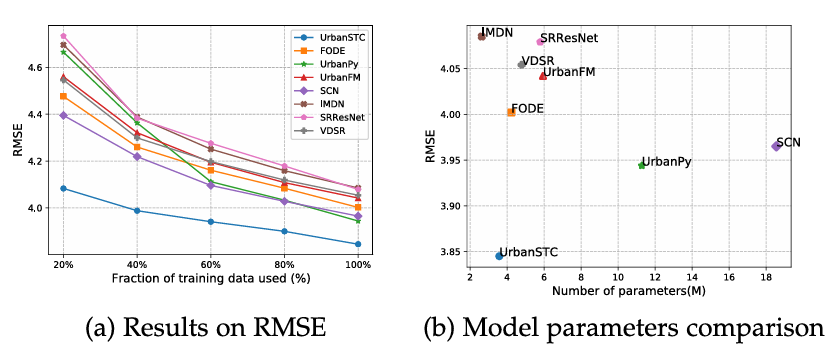 UrbanSTC
FODE
UrbanPy
UrbanFM
SCN
IMDN
SRResNet
VDSR
RMSE
4.6
4.4
4.2
4.0
20% 40% 60% 80% 100%
Fraction of training data used (%)
(a) Results on RMSE
IMDN
SRResNet
VDSR
UrbanFM
FODE
SCN
UrbanPy
UrbanSTC
RMSE
4.05
4.00
3.95
3.90
3.85
2 4 6 8 10 12 14 16 18
Number of parameters(M)
(b) Model parameters comparison